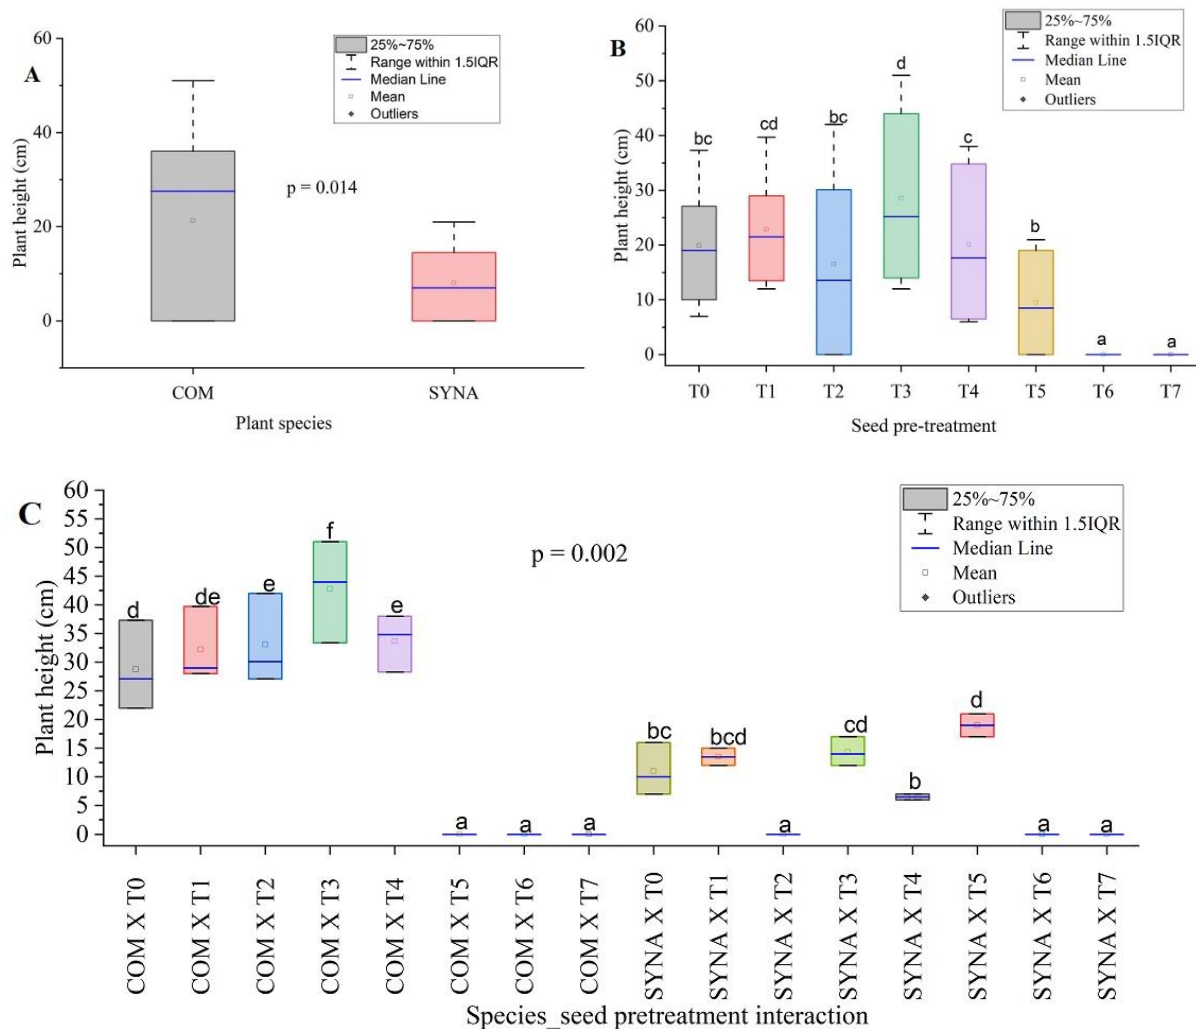 A
60
40
20
0
Plant height (cm)
25%~75%
Range within 1.5IQR
Median Line
Mean
Outliers
p = 0.014
COM SYNA
Plant species
B
60
50
40
30
20
10
0
Plant height (cm)
25%~75%
Range within 1.5IQR
Median Line
Mean
Outliers
bc cd bc d c b a a
T0 T1 T2 T3 T4 T5 T6 T7
Seed pre-treatment
C
60
55
50
45
40
35
30
25
20
15
10
5
0
Plant height (cm)
25%~75%
Range within 1.5IQR
Median Line
Mean
Outliers
p = 0.002
d de e f e a a a bc bcd a cd b d a a
COM X T0
COM X T1
COM X T2
COM X T3
COM X T4
COM X T5
COM X T6
COM X T7
SYNA X T0
SYNA X T1
SYNA X T2
SYNA X T3
SYNA X T4
SYNA X T5
SYNA X T6
SYNA X T7
Species_seed pretreatment interaction